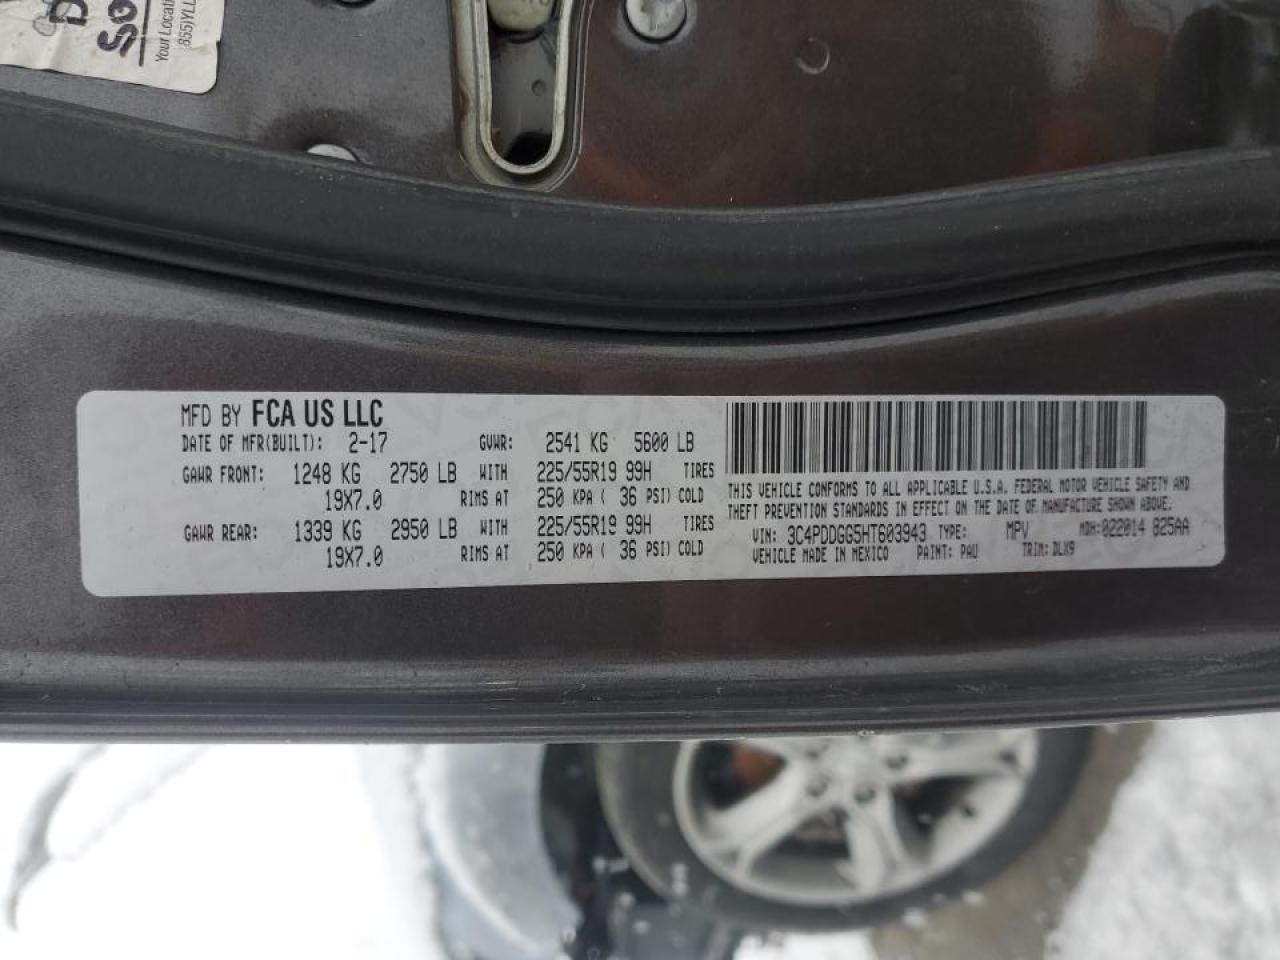 Your Locat
855)YLL
MFD BY FCA US LLC
DATE OF MFR(BUILT): 2-17 GVWR: 2541 KG 5600 LB
GAWR FRONT: 1248 KG 2750 LB WITH 225/55R19 99H TIRES
19X7.0 RIMS AT 250 KPA ( 36 PSI) COLD
GAWR REAR: 1339 KG 2950 LB WITH 225/55R19 99H TIRES
19X7.0 RIMS AT 250 KPA ( 36 PSI) COLD
THIS VEHICLE CONFORMS TO ALL APPLICABLE U.S.A. FEDERAL MOTOR VEHICLE SAFETY AND
THEFT PREVENTION STANDARDS IN EFFECT ON THE DATE OF MANUFACTURE SHOWN ABOVE.
VIN: 3C4PDDGG5HT603943 TYPE: MPV MDH:022014 825AA
VEHICLE MADE IN MEXICO PAINT: PAU TRIM: DLX9